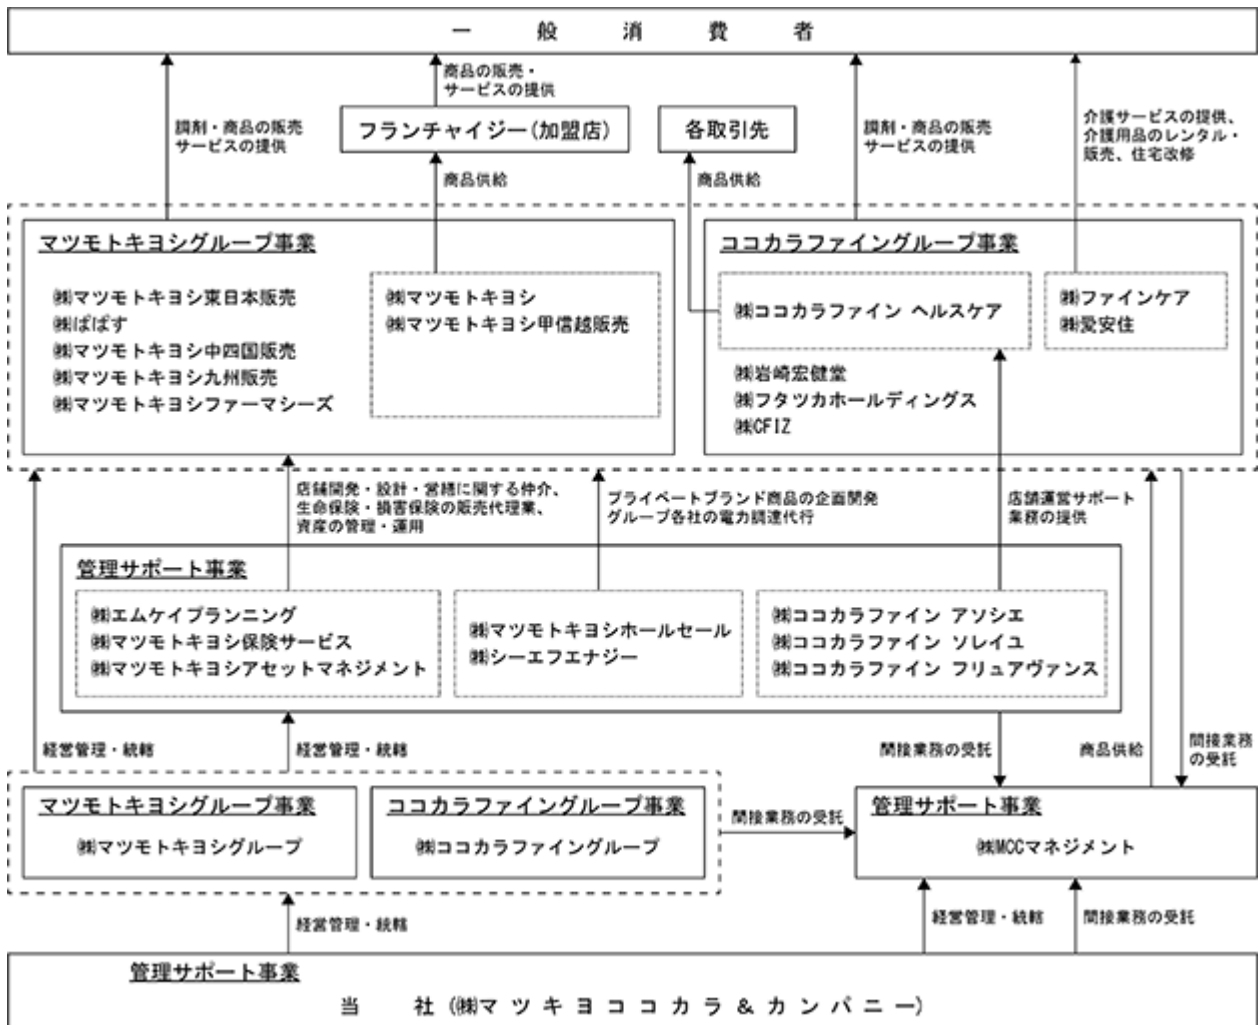 一般消費者
商品の販売・
サービスの提供
調剤・商品の販売
サービスの提供
フランチャイジー(加盟店)
各取引先
調剤・商品の販売
サービスの提供
介護サービスの提供、
介護用品のレンタル・
販売、住宅改修
商品供給
商品供給
マツモトキヨシグループ事業
㈱マツモトキヨシ東日本販売
㈱ぱぱす
㈱マツモトキヨシ中四国販売
㈱マツモトキヨシ九州販売
㈱マツモトキヨシファーマシーズ
㈱マツモトキヨシ
㈱マツモトキヨシ甲信越販売
ココカラファイングループ事業
㈱ココカラファイン ヘルスケア
㈱ファインケア
㈱愛安住
㈱岩崎宏健堂
㈱フタツカホールディングス
㈱CFIZ
店舗開発・設計・営繕に関する仲介、
生命保険・損害保険の販売代理業、
資産の管理・運用
プライベートブランド商品の企画開発
グループ各社の電力調達代行
店舗運営サポート
業務の提供
管理サポート事業
㈱エムケイプランニング
㈱マツモトキヨシ保険サービス
㈱マツモトキヨシアセットマネジメント
㈱マツモトキヨシホールセール
㈱シーエフエナジー
㈱ココカラファイン アソシエ
㈱ココカラファイン ソレイユ
㈱ココカラファイン フリュアヴァンス
経営管理・統轄
経営管理・統轄
間接業務の受託
商品供給
間接業務
の受託
マツモトキヨシグループ事業
㈱マツモトキヨシグループ
ココカラファイングループ事業
㈱ココカラファイングループ
間接業務の受託
管理サポート事業
㈱MCCマネジメント
経営管理・統轄
経営管理・統轄
間接業務の受託
管理サポート事業
当社(㈱マツキヨココカラ&カンパニー)